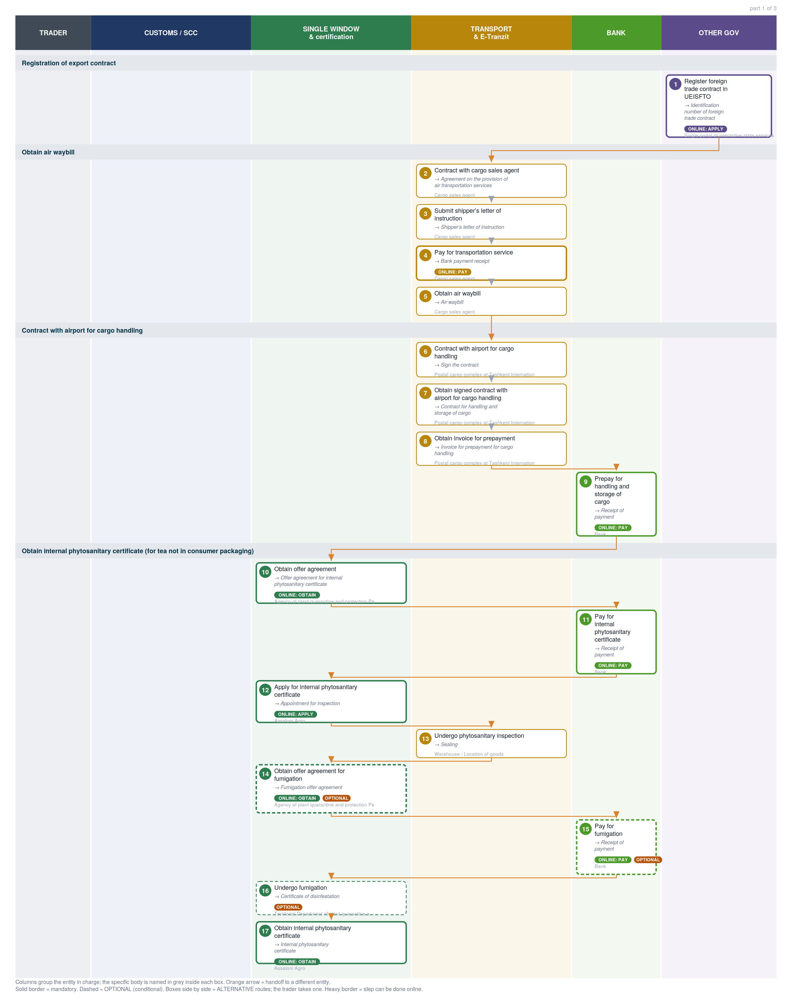 part 1 of 3
TRADER
CUSTOMS / SCC
SINGLE WINDOW
& certification
TRANSPORT
& E-Tranzit
BANK
OTHER GOV
Registration of export contract
1
Register foreign
trade contract in
UEISFTO
→ Identification
number of foreign
trade contract
ONLINE: APPLY
Single portal of interactive state services
Obtain air waybill
2
Contract with cargo sales agent
→ Agreement on the provision of
air transportation services
Cargo sales agent
3
Submit shipper's letter of
instruction
→ Shipper's letter of instruction
Cargo sales agent
4
Pay for transportation service
→ Bank payment receipt
ONLINE: PAY
Cargo sales agent
5
Obtain air waybill
→ Air waybill
Cargo sales agent
Contract with airport for cargo handling
6
Contract with airport for cargo
handling
→ Sign the contract
Postal cargo complex at Tashkent Internation
7
Obtain signed contract with
airport for cargo handling
→ Contract for handling and
storage of cargo
Postal cargo complex at Tashkent Internation
8
Obtain invoice for prepayment
→ Invoice for prepayment for cargo
handling
Postal cargo complex at Tashkent Internation
9
Prepay for
handling and
storage of
cargo
→ Receipt of
payment
ONLINE: PAY
Bank
Obtain internal phytosanitary certificate (for tea not in consumer packaging)
10
Obtain offer agreement
→ Offer agreement for internal
phytosanitary certificate
ONLINE: OBTAIN
Agency of plant quarantine and protection Pe
11
Pay for
internal
phytosanitary
certificate
→ Receipt of
payment
ONLINE: PAY
Bank
12
Apply for internal phytosanitary
certificate
→ Appointment for inspection
ONLINE: APPLY
Assalom Agro
13
Undergo phytosanitary inspection
→ Sealing
Warehouse / Location of goods
14
Obtain offer agreement for
fumigation
→ Fumigation offer agreement
ONLINE: OBTAIN OPTIONAL
Agency of plant quarantine and protection Pe
15
Pay for
fumigation
→ Receipt of
payment
ONLINE: PAY OPTIONAL
Bank
16
Undergo fumigation
→ Certificate of disinfestation
OPTIONAL
Territorial Department of plant quarantine a
17
Obtain internal phytosanitary
certificate
→ Internal phytosanitary
certificate
ONLINE: OBTAIN
Assalom Agro
Columns group the entity in charge; the specific body is named in grey inside each box. Orange arrow = handoff to a different entity.
Solid border = mandatory. Dashed = OPTIONAL (conditional). Boxes side by side = ALTERNATIVE routes; the trader takes one. Heavy border = step can be done online.